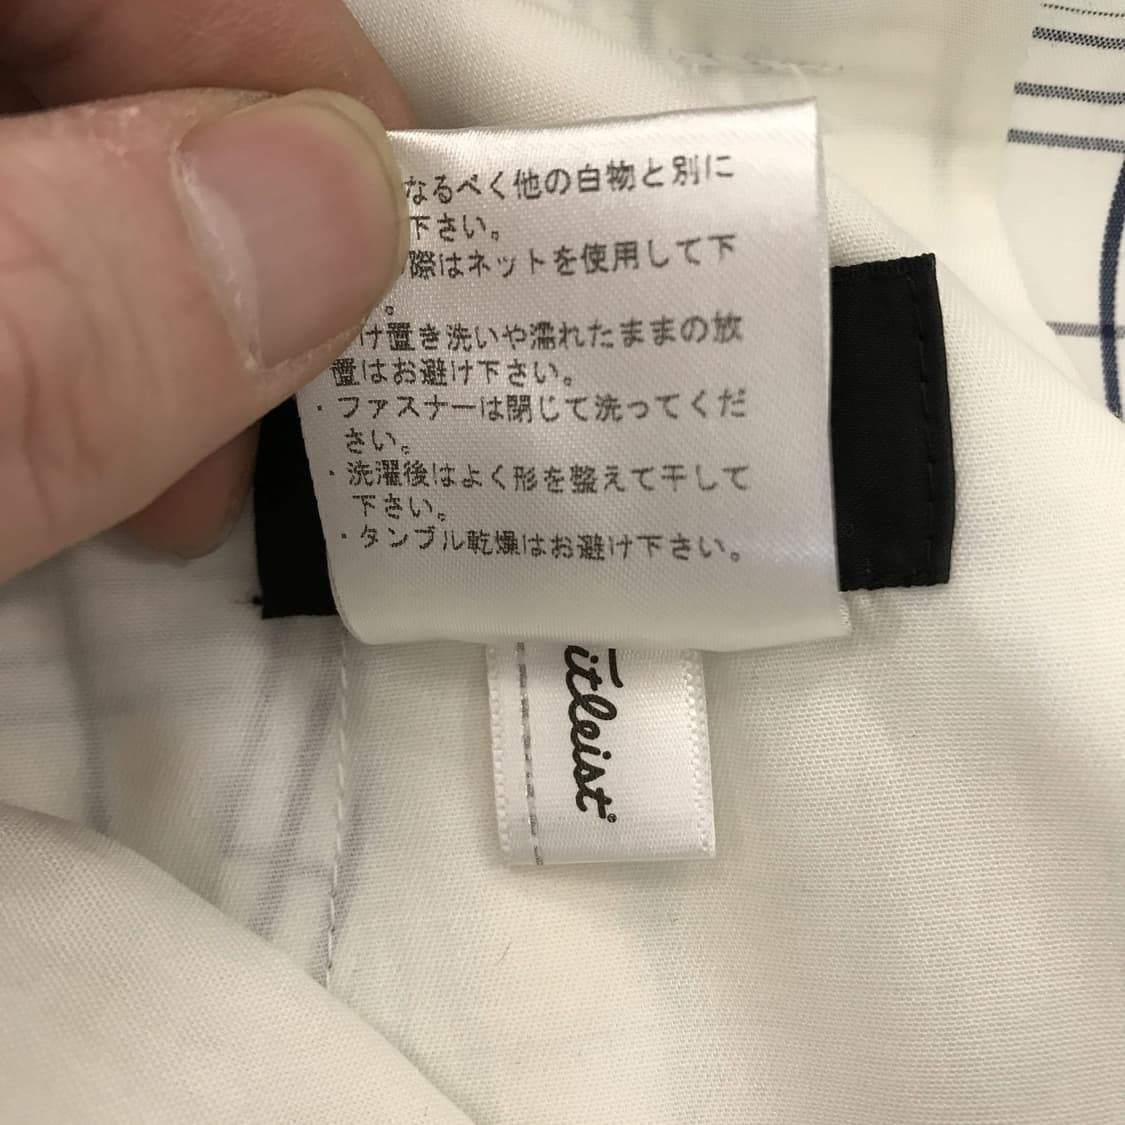 なるべく他の白物と別に
下さい。
際はネットを使用して下
。
け置き洗いや濡れたままの放
置はお避け下さい。
・ファスナーは閉じて洗ってくだ
さい。
・洗濯後はよく形を整えて干して
下さい。
・タンブル乾燥はお避け下さい。
itleist